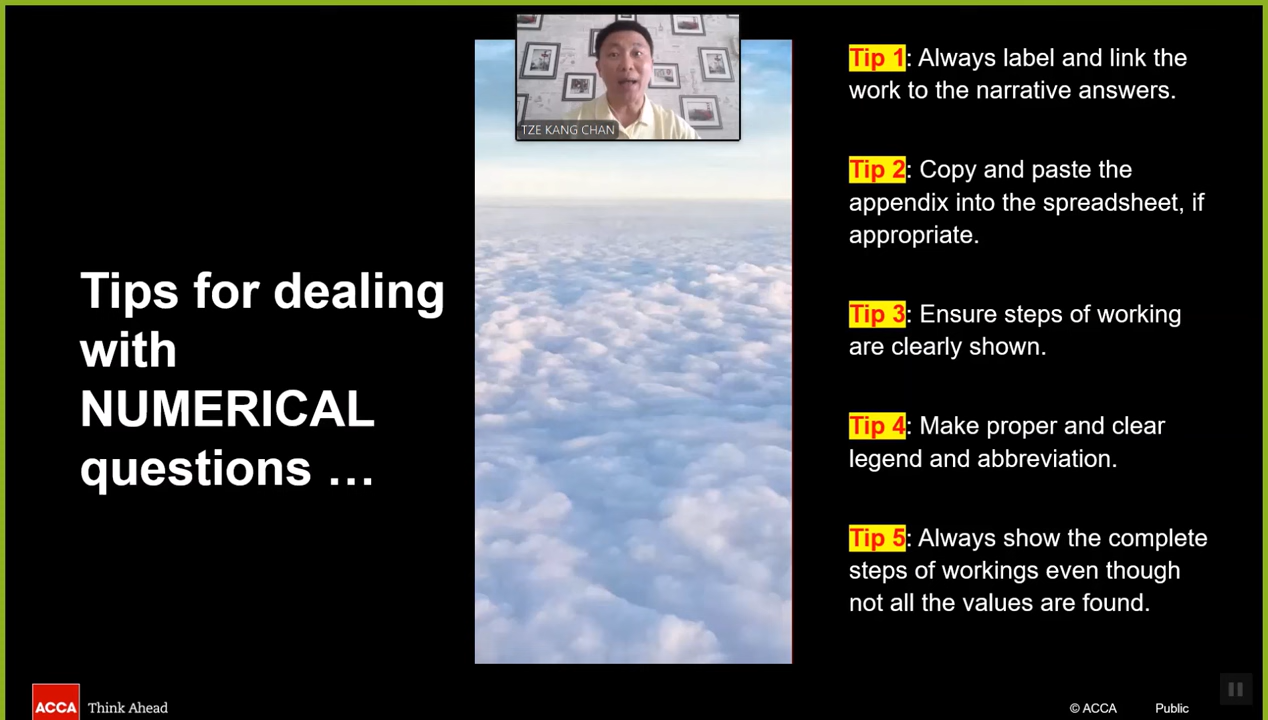 TZE KANG CHAN
Tips for dealing
with
NUMERICAL
questions …
Tip 1: Always label and link the
work to the narrative answers.
Tip 2: Copy and paste the
appendix into the spreadsheet, if
appropriate.
Tip 3: Ensure steps of working
are clearly shown.
Tip 4: Make proper and clear
legend and abbreviation.
Tip 5: Always show the complete
steps of workings even though
not all the values are found.
ACCA Think Ahead
© ACCA Public